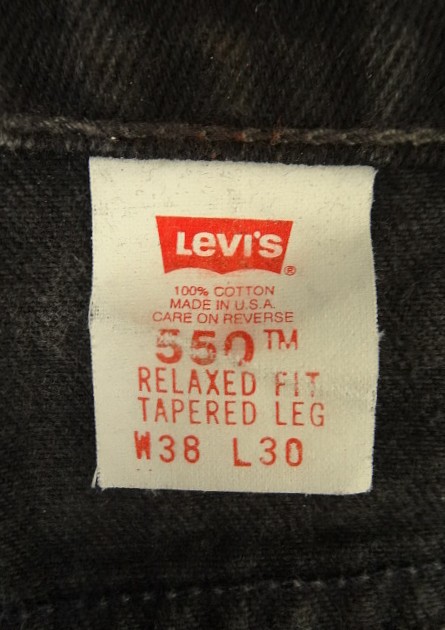 Levi's®
100% COTTON
MADE IN U.S.A.
CARE ON REVERSE
550™
RELAXED FIT
TAPERED LEG
W38 L30